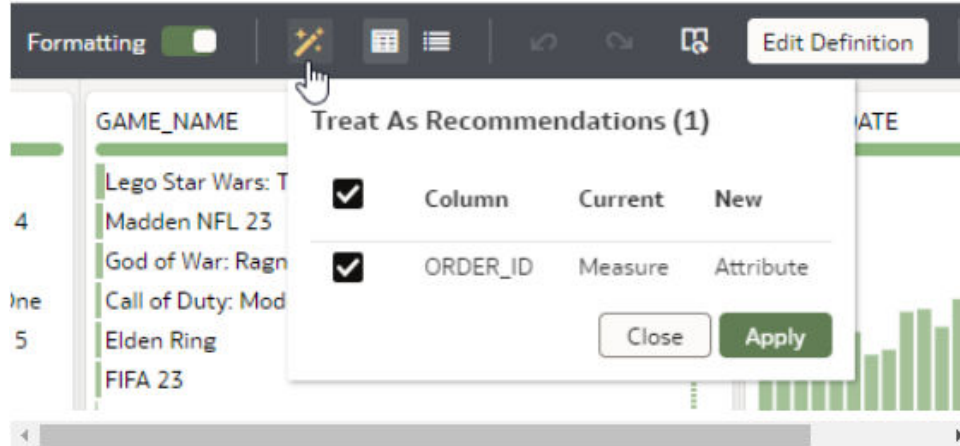 Formatting
Edit Definition
GAME_NAME
Treat As Recommendations (1)
ATE
Column Current New
ORDER_ID Measure Attribute
Close Apply
Lego Star Wars: T
4 Madden NFL 23
God of War: Ragn
One Call of Duty: Mod
5 Elden Ring
FIFA 23